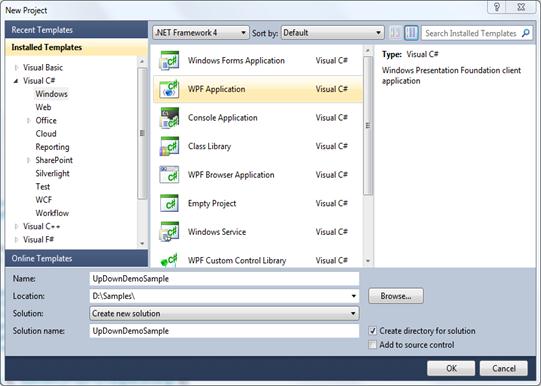 New Project
Recent Templates
.NET Framework 4
Sort by:
Default
Search Installed Templates
Installed Templates
Visual Basic
Visual C#
Windows
Web
Office
Cloud
Reporting
SharePoint
Silverlight
Test
WCF
Workflow
Visual C++
Visual F#
Online Templates
Windows Forms Application Visual C#
WPF Application Visual C#
Console Application Visual C#
Class Library Visual C#
WPF Browser Application Visual C#
Empty Project Visual C#
Windows Service Visual C#
WPF Custom Control Library Visual C#
Type: Visual C#
Windows Presentation Foundation client
application
Name: UpDownDemoSample
Location: D:\Samples\
Browse...
Solution: Create new solution
Solution name: UpDownDemoSample
Create directory for solution
Add to source control
OK
Cancel